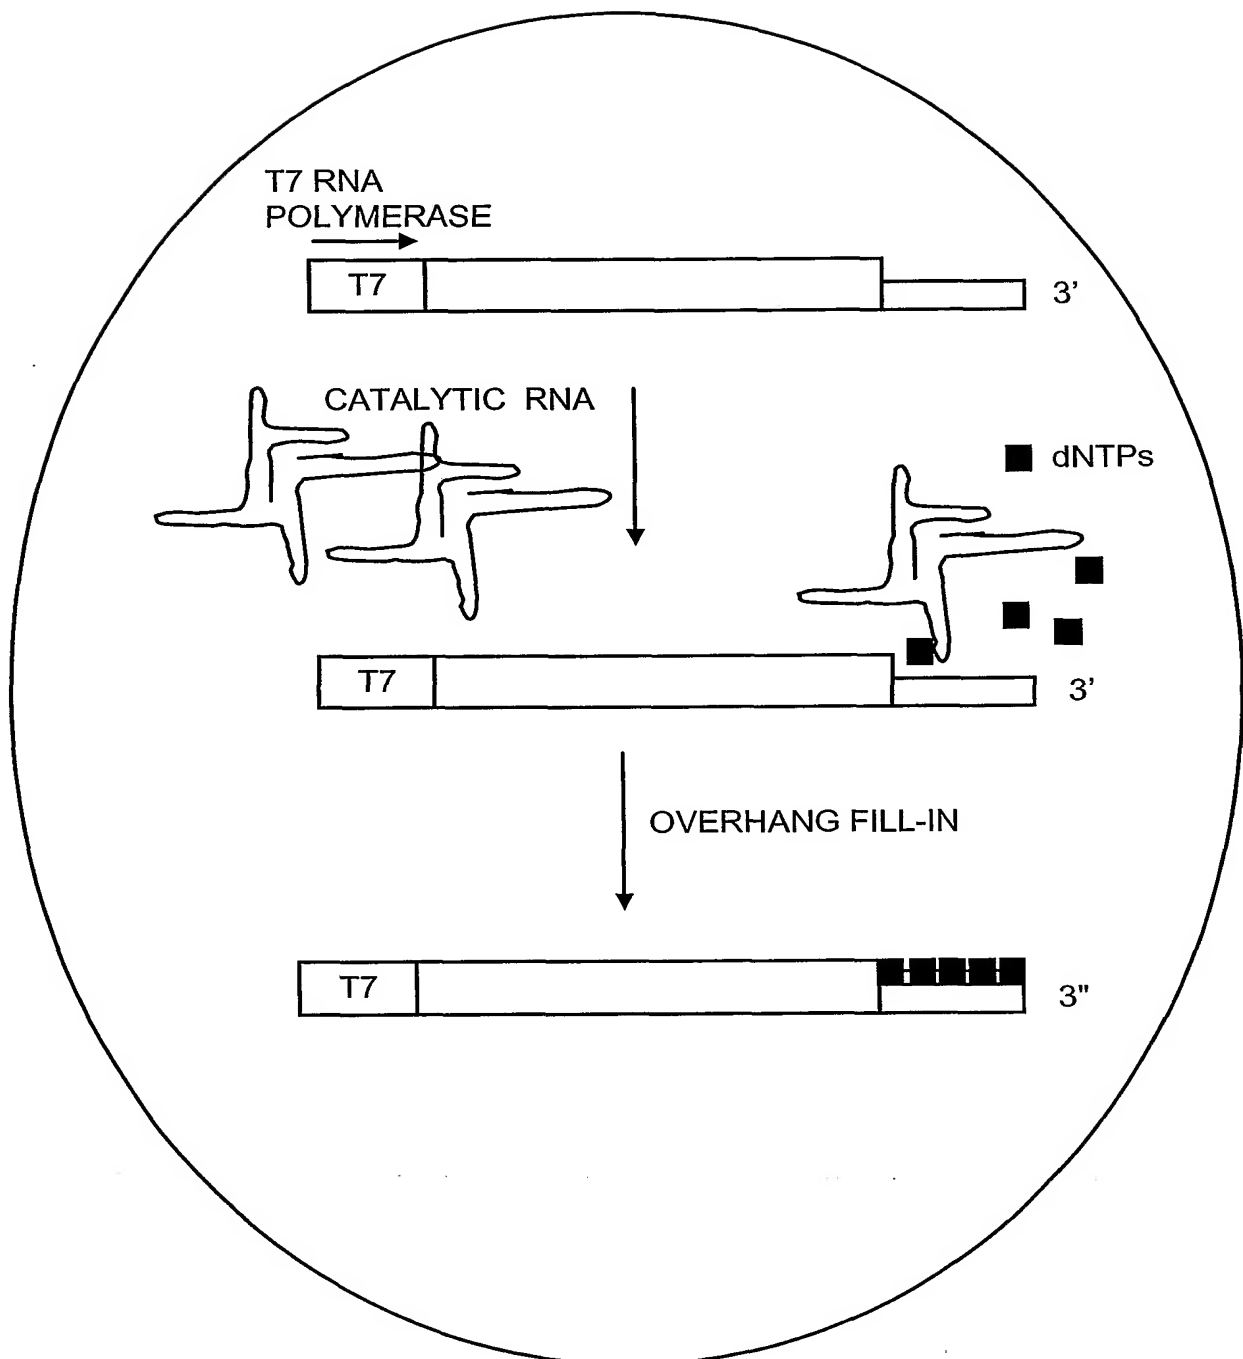 T7 RNA
POLYMERASE
T7
3'
CATALYTIC RNA
dNTPs
T7
3'
OVERHANG FILL-IN
T7
3"